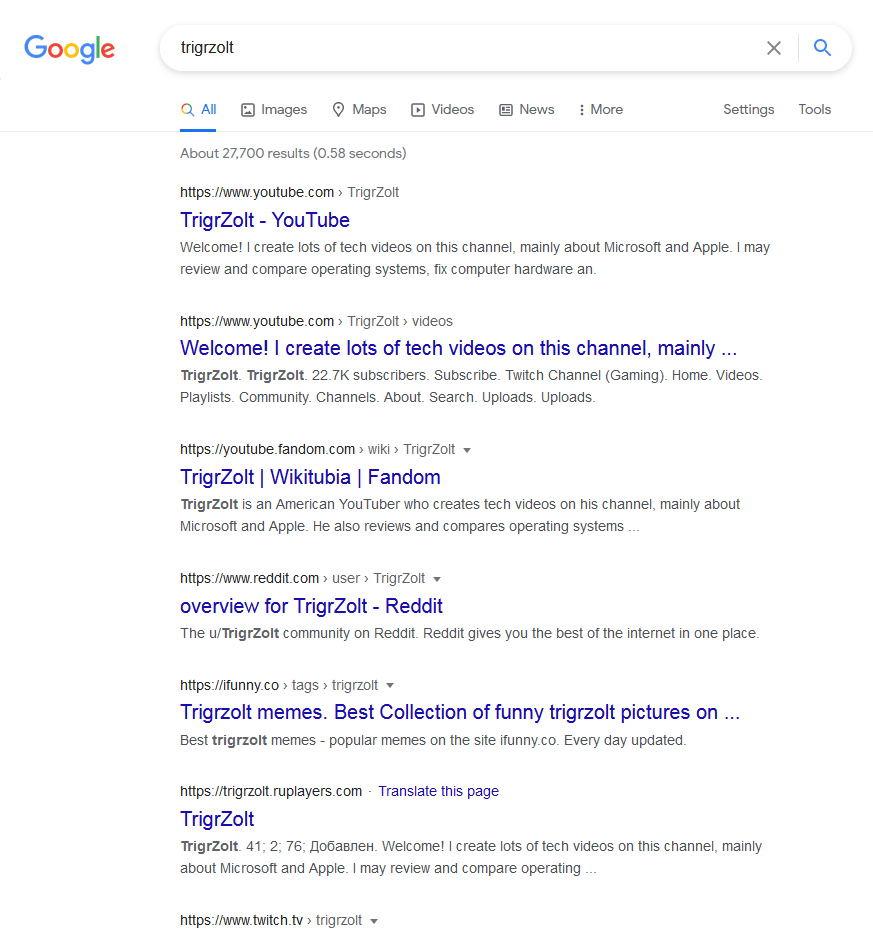 Google
trigrzolt
All Images Maps Videos News More Settings Tools
About 27,700 results (0.58 seconds)
https://www.youtube.com › TrigrZolt
TrigrZolt - YouTube
Welcome! I create lots of tech videos on this channel, mainly about Microsoft and Apple. I may
review and compare operating systems, fix computer hardware an.
https://www.youtube.com › TrigrZolt › videos
Welcome! I create lots of tech videos on this channel, mainly ...
TrigrZolt. TrigrZolt. 22.7K subscribers. Subscribe. Twitch Channel (Gaming). Home. Videos.
Playlists. Community. Channels. About. Search. Uploads. Uploads.
https://youtube.fandom.com › wiki › TrigrZolt
TrigrZolt | Wikitubia | Fandom
TrigrZolt is an American YouTuber who creates tech videos on his channel, mainly about
Microsoft and Apple. He also reviews and compares operating systems ...
https://www.reddit.com › user › TrigrZolt
overview for TrigrZolt - Reddit
The u/TrigrZolt community on Reddit. Reddit gives you the best of the internet in one place.
https://ifunny.co › tags › trigrzolt
Trigrzolt memes. Best Collection of funny trigrzolt pictures on ...
Best trigrzolt memes - popular memes on the site ifunny.co. Every day updated.
https://trigrzolt.ruplayers.com · Translate this page
TrigrZolt
TrigrZolt. 41; 2; 76; Добавлен. Welcome! I create lots of tech videos on this channel, mainly
about Microsoft and Apple. I may review and compare operating ...
https://www.twitch.tv › trigrzolt